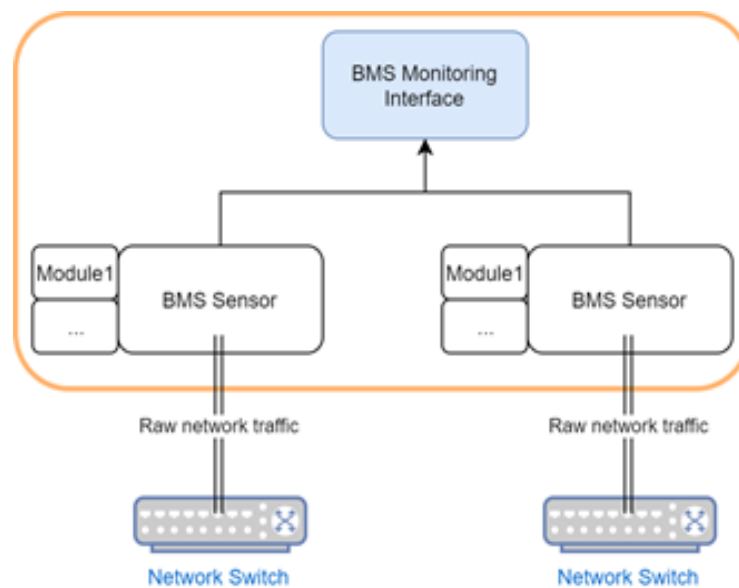 BMS Monitoring
Interface
Module1
BMS Sensor
...
Module1
BMS Sensor
...
Raw network traffic
Raw network traffic
Network Switch
Network Switch